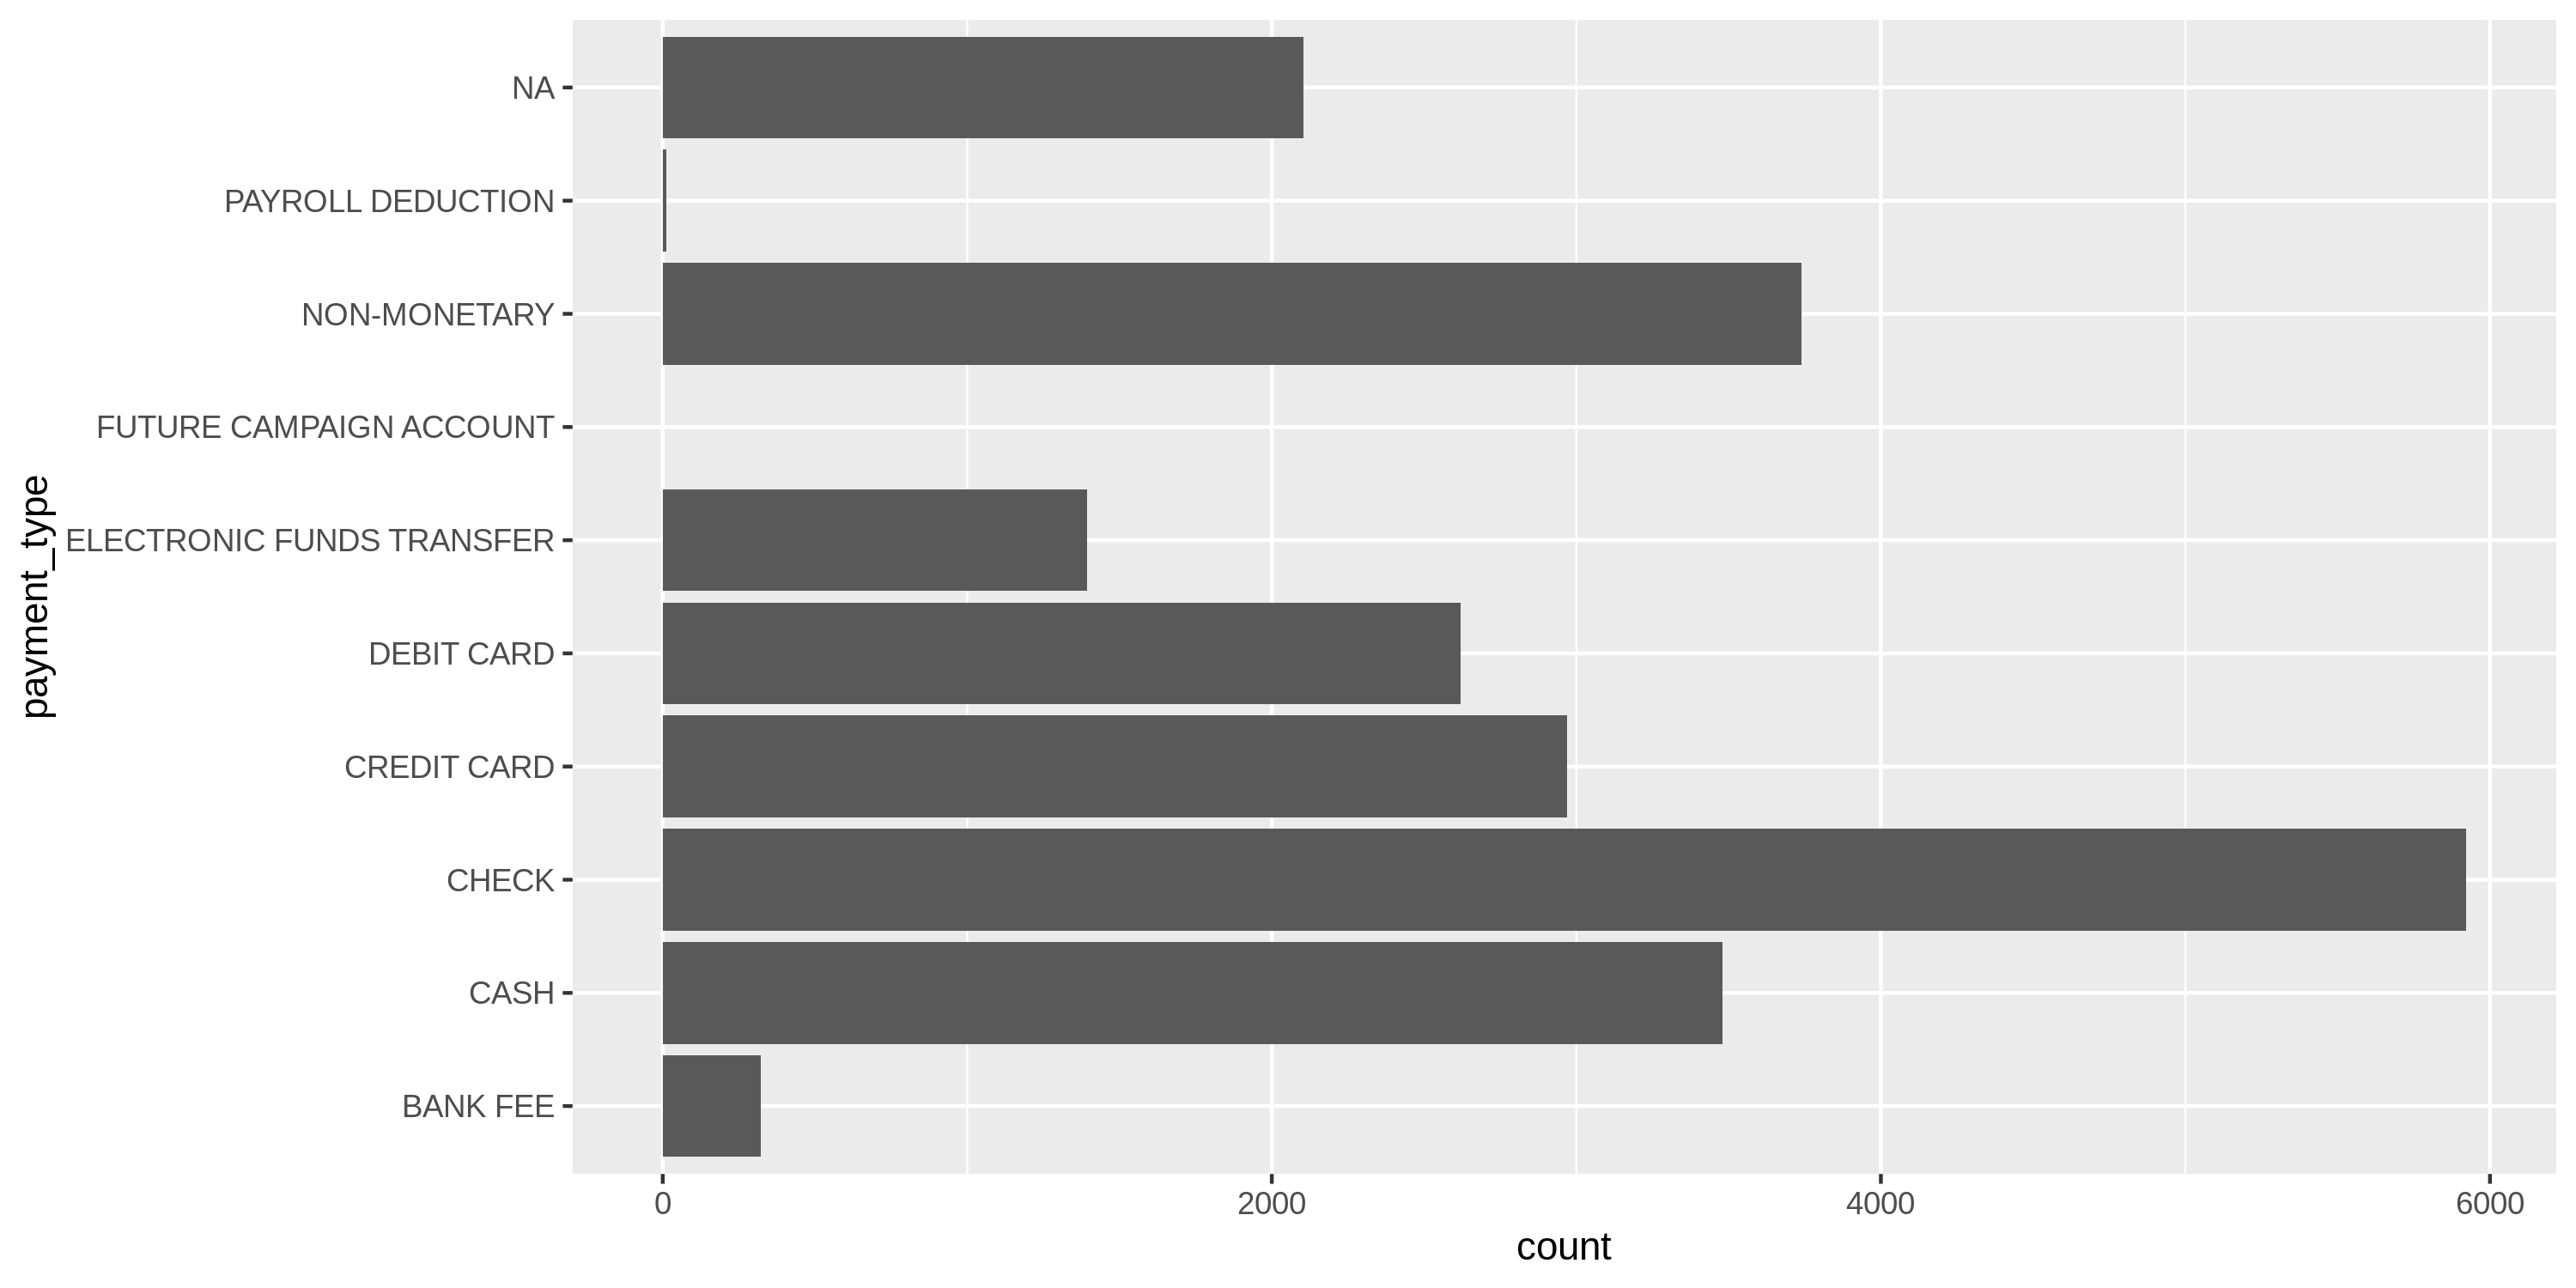 NA
PAYROLL DEDUCTION
NON-MONETARY
FUTURE CAMPAIGN ACCOUNT
ELECTRONIC FUNDS TRANSFER
DEBIT CARD
CREDIT CARD
CHECK
CASH
BANK FEE
payment_type
0 2000 4000 6000
count